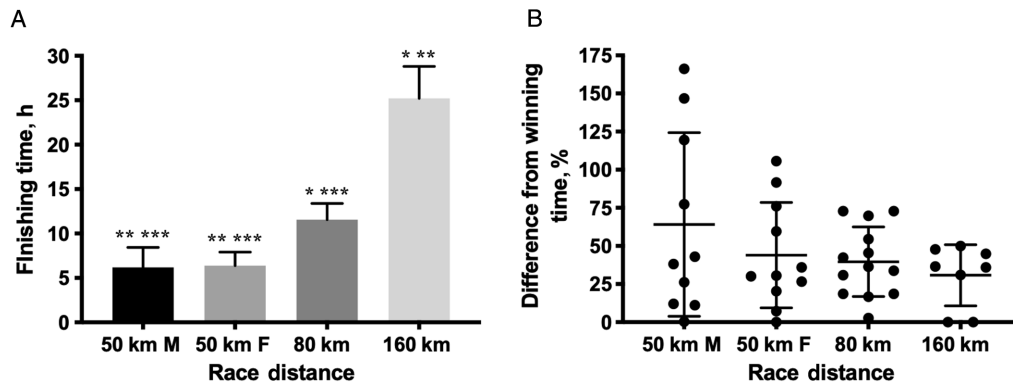 A
B
FInishing time, h
30
25
20
15
10
5
0
** ***
** ***
* ***
* **
50 km M
50 km F
80 km
160 km
Race distance
Difference from winning
time, %
175
150
125
100
75
50
25
0
50 km M
50 km F
80 km
160 km
Race distance